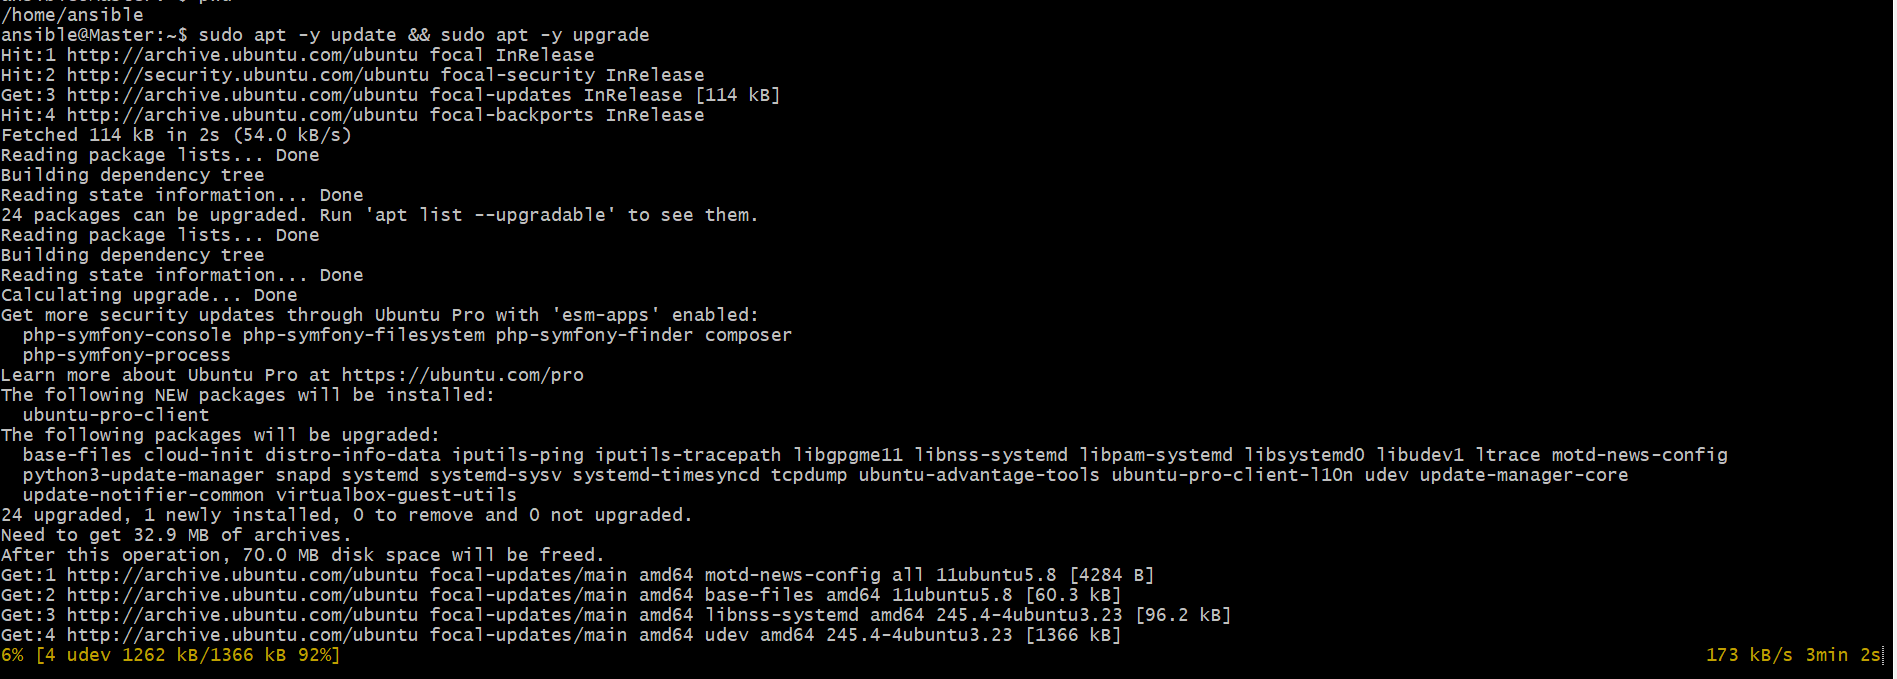 /home/ansible
ansible@Master:~$ sudo apt -y update && sudo apt -y upgrade
Hit:1 http://archive.ubuntu.com/ubuntu focal InRelease
Hit:2 http://security.ubuntu.com/ubuntu focal-security InRelease
Get:3 http://archive.ubuntu.com/ubuntu focal-updates InRelease [114 kB]
Hit:4 http://archive.ubuntu.com/ubuntu focal-backports InRelease
Fetched 114 kB in 2s (54.0 kB/s)
Reading package lists... Done
Building dependency tree
Reading state information... Done
24 packages can be upgraded. Run 'apt list --upgradable' to see them.
Reading package lists... Done
Building dependency tree
Reading state information... Done
Calculating upgrade... Done
Get more security updates through Ubuntu Pro with 'esm-apps' enabled:
  php-symfony-console php-symfony-filesystem php-symfony-finder composer
  php-symfony-process
Learn more about Ubuntu Pro at https://ubuntu.com/pro
The following NEW packages will be installed:
  ubuntu-pro-client
The following packages will be upgraded:
  base-files cloud-init distro-info-data iputils-ping iputils-tracepath libgpgme11 libnss-systemd libpam-systemd libsystemd0 libudev1 ltrace motd-news-config
  python3-update-manager snapd systemd systemd-sysv systemd-timesyncd tcpdump ubuntu-advantage-tools ubuntu-pro-client-l10n udev update-manager-core
  update-notifier-common virtualbox-guest-utils
24 upgraded, 1 newly installed, 0 to remove and 0 not upgraded.
Need to get 32.9 MB of archives.
After this operation, 70.0 MB disk space will be freed.
Get:1 http://archive.ubuntu.com/ubuntu focal-updates/main amd64 motd-news-config all 11ubuntu5.8 [4284 B]
Get:2 http://archive.ubuntu.com/ubuntu focal-updates/main amd64 base-files amd64 11ubuntu5.8 [60.3 kB]
Get:3 http://archive.ubuntu.com/ubuntu focal-updates/main amd64 libnss-systemd amd64 245.4-4ubuntu3.23 [96.2 kB]
Get:4 http://archive.ubuntu.com/ubuntu focal-updates/main amd64 udev amd64 245.4-4ubuntu3.23 [1366 kB]
6% [4 udev 1262 kB/1366 kB 92%] 173 kB/s 3min 2s